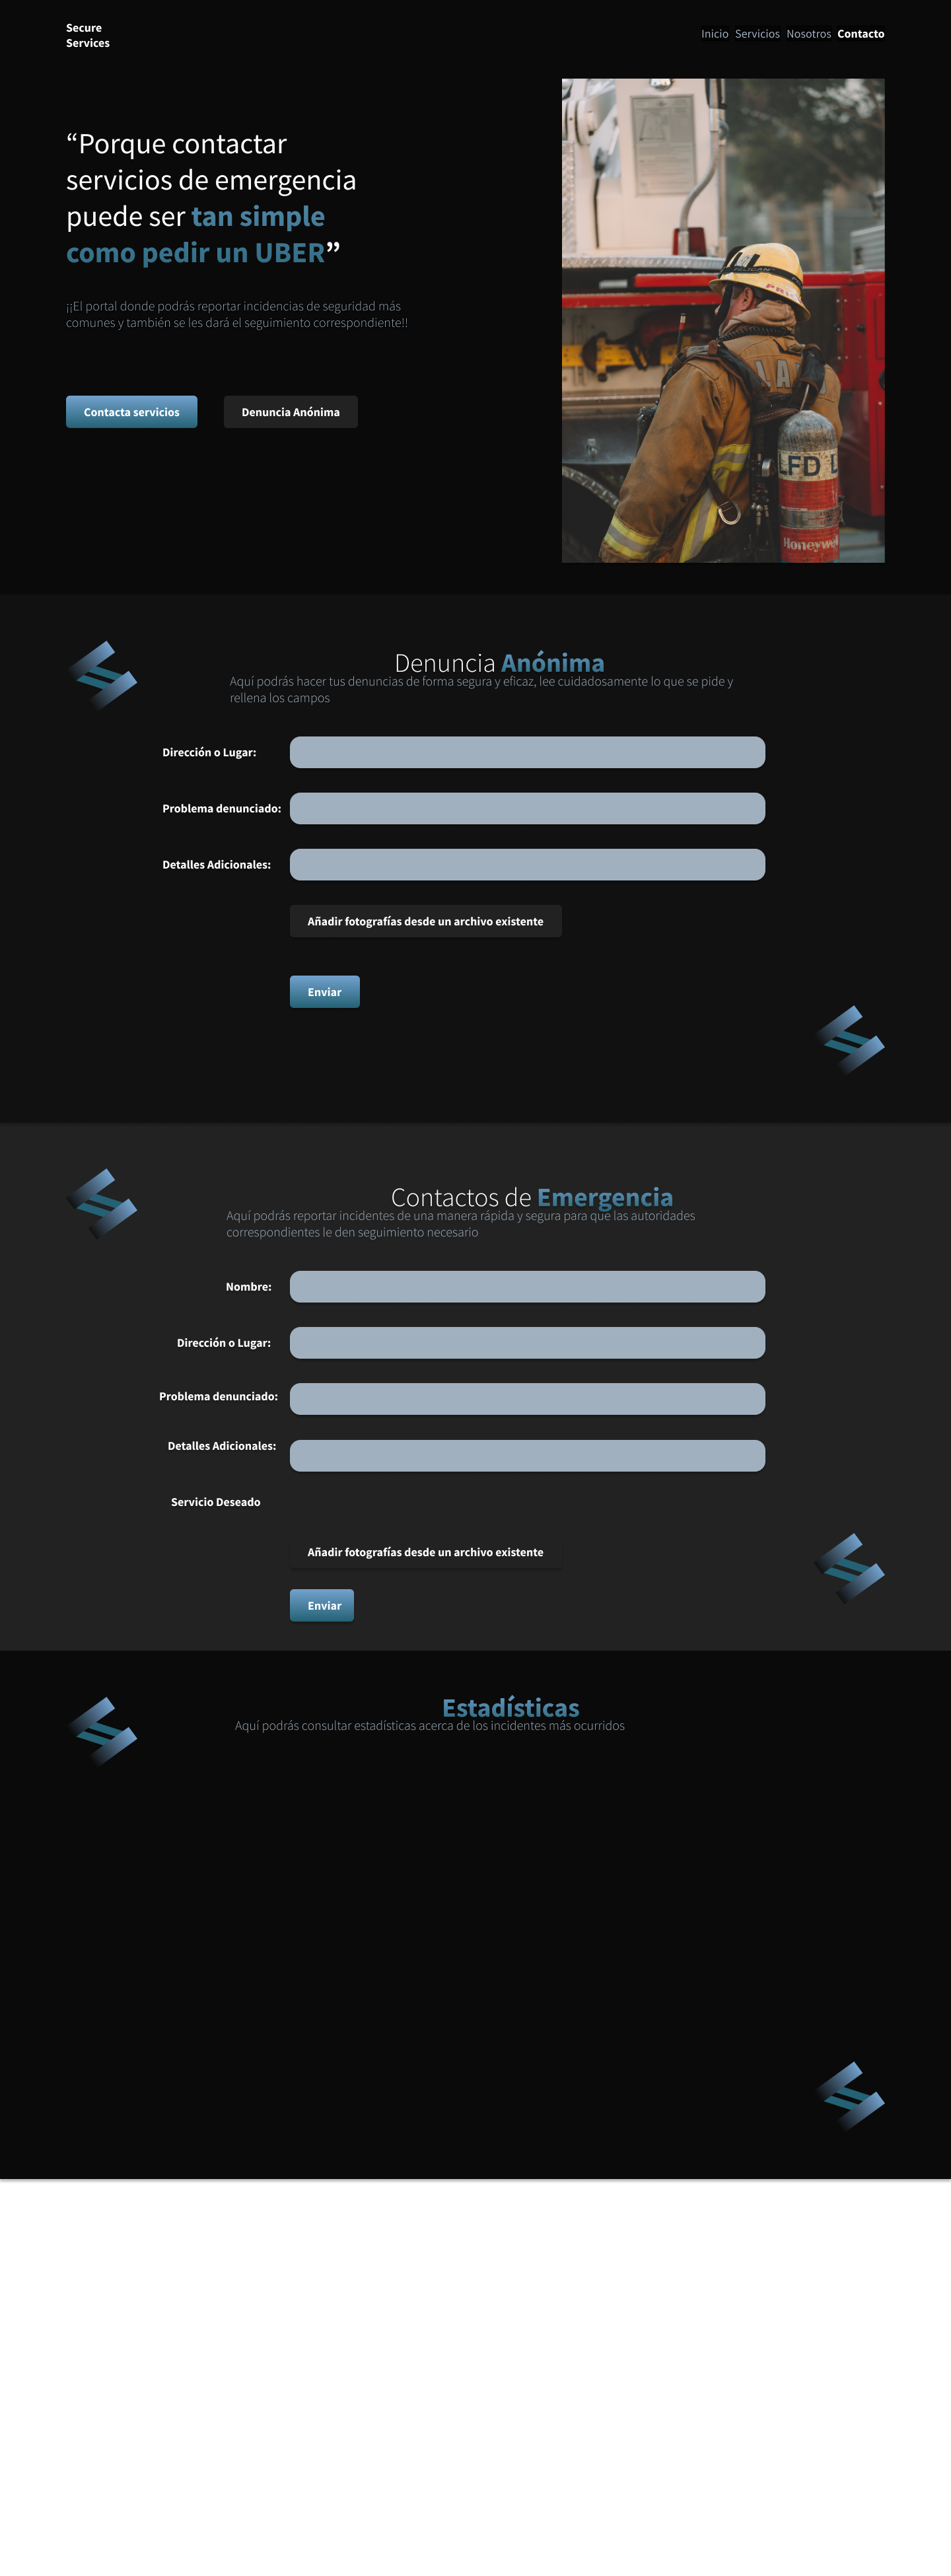 Secure
Services
Inicio Servicios Nosotros Contacto
“Porque contactar
servicios de emergencia
puede ser tan simple
como pedir un UBER”
¡¡El portal donde podrás reportar incidencias de seguridad más
comunes y también se les dará el seguimiento correspondiente!!
Contacta servicios
Denuncia Anónima
PELICAN
LA
LFD L
Honeywell
Denuncia Anónima
Aquí podrás hacer tus denuncias de forma segura y eficaz, lee cuidadosamente lo que se pide y
rellena los campos
Dirección o Lugar:
Problema denunciado:
Detalles Adicionales:
Añadir fotografías desde un archivo existente
Enviar
Contactos de Emergencia
Aquí podrás reportar incidentes de una manera rápida y segura para que las autoridades
correspondientes le den seguimiento necesario
Nombre:
Dirección o Lugar:
Problema denunciado:
Detalles Adicionales:
Servicio Deseado
Añadir fotografías desde un archivo existente
Enviar
Estadísticas
Aquí podrás consultar estadísticas acerca de los incidentes más ocurridos